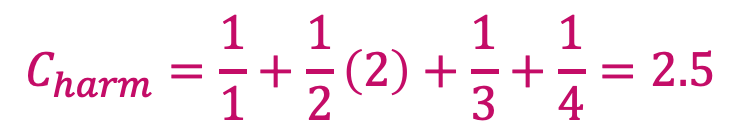 C_harm = 1/1 + 1/2 (2) + 1/3 + 1/4 = 2.5